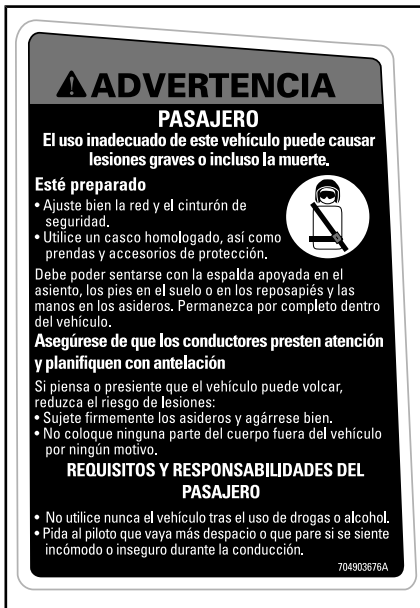 ADVERTENCIA
PASAJERO
El uso inadecuado de este vehículo puede causar
lesiones graves o incluso la muerte.
Esté preparado
• Ajuste bien la red y el cinturón de
seguridad.
• Utilice un casco homologado, así como
prendas y accesorios de protección.
Debe poder sentarse con la espalda apoyada en el
asiento, los pies en el suelo o en los reposapiés y las
manos en los asideros. Permanezca por completo dentro
del vehículo.
Asegúrese de que los conductores presten atención
y planifiquen con antelación
Si piensa o presiente que el vehículo puede volcar,
reduzca el riesgo de lesiones:
• Sujete firmemente los asideros y agárrese bien.
• No coloque ninguna parte del cuerpo fuera del vehículo
por ningún motivo.
REQUISITOS Y RESPONSABILIDADES DEL
PASAJERO
• No utilice nunca el vehículo tras el uso de drogas o alcohol.
• Pida al piloto que vaya más despacio o que pare si se siente
incómodo o inseguro durante la conducción.
704903676A